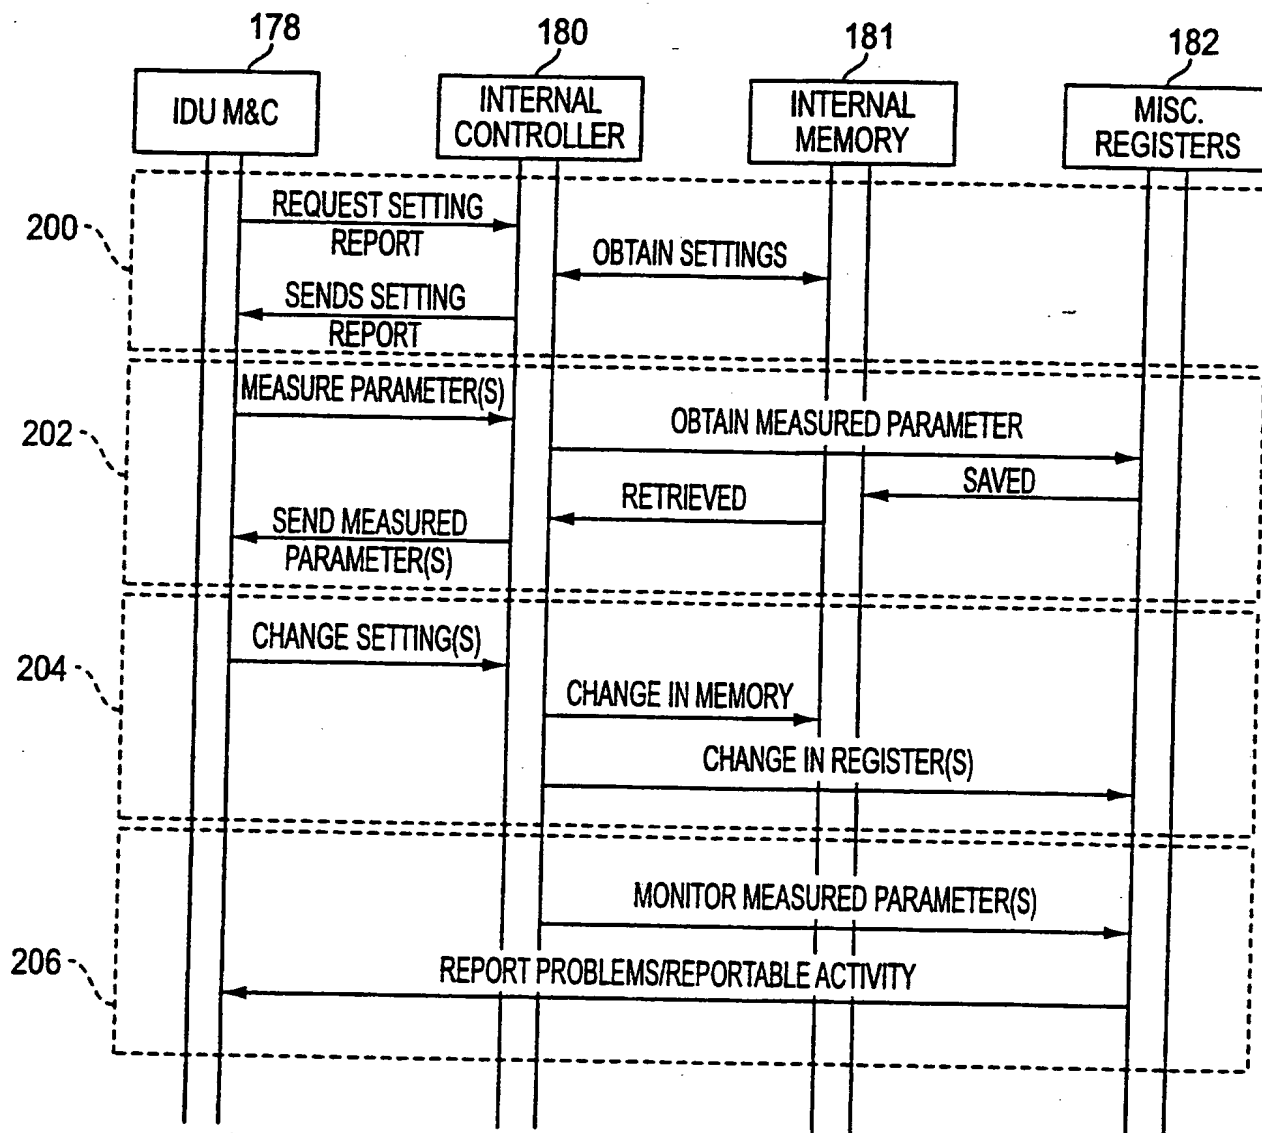 178
180
181
182
IDU M&C
INTERNAL
CONTROLLER
INTERNAL
MEMORY
MISC.
REGISTERS
200
REQUEST SETTING
REPORT
OBTAIN SETTINGS
SENDS SETTING
REPORT
202
MEASURE PARAMETER(S)
OBTAIN MEASURED PARAMETER
SAVED
RETRIEVED
SEND MEASURED
PARAMETER(S)
204
CHANGE SETTING(S)
CHANGE IN MEMORY
CHANGE IN REGISTER(S)
206
MONITOR MEASURED PARAMETER(S)
REPORT PROBLEMS/REPORTABLE ACTIVITY